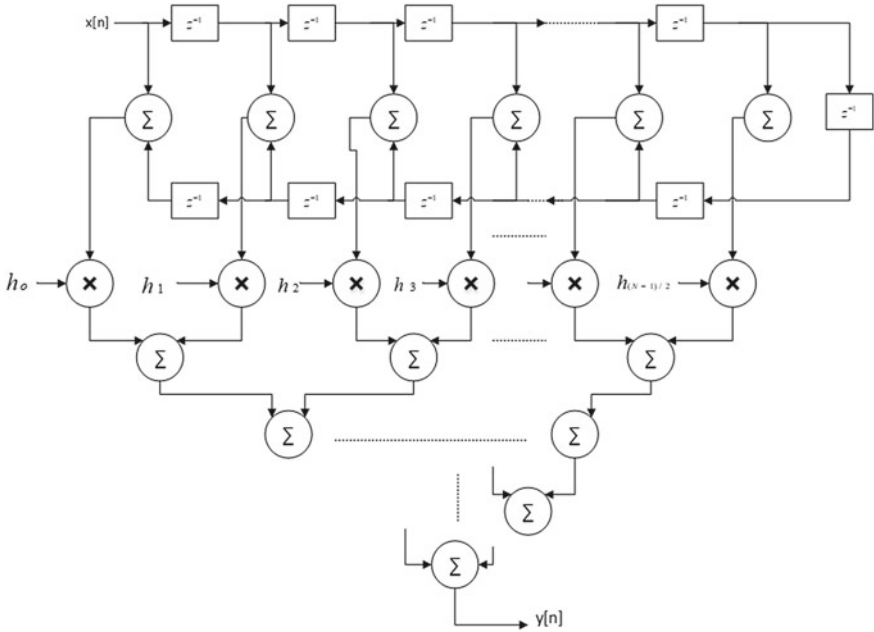 x[n] z⁻¹ z⁻¹ z⁻¹ z⁻¹
Σ Σ Σ Σ Σ Σ z⁻¹
z⁻¹ z⁻¹ z⁻¹ z⁻¹
h₀ × h₁ × h₂ × h₃ × × h₍N − 1₎ / ₂ ×
Σ Σ Σ
Σ Σ
Σ
Σ
y[n]